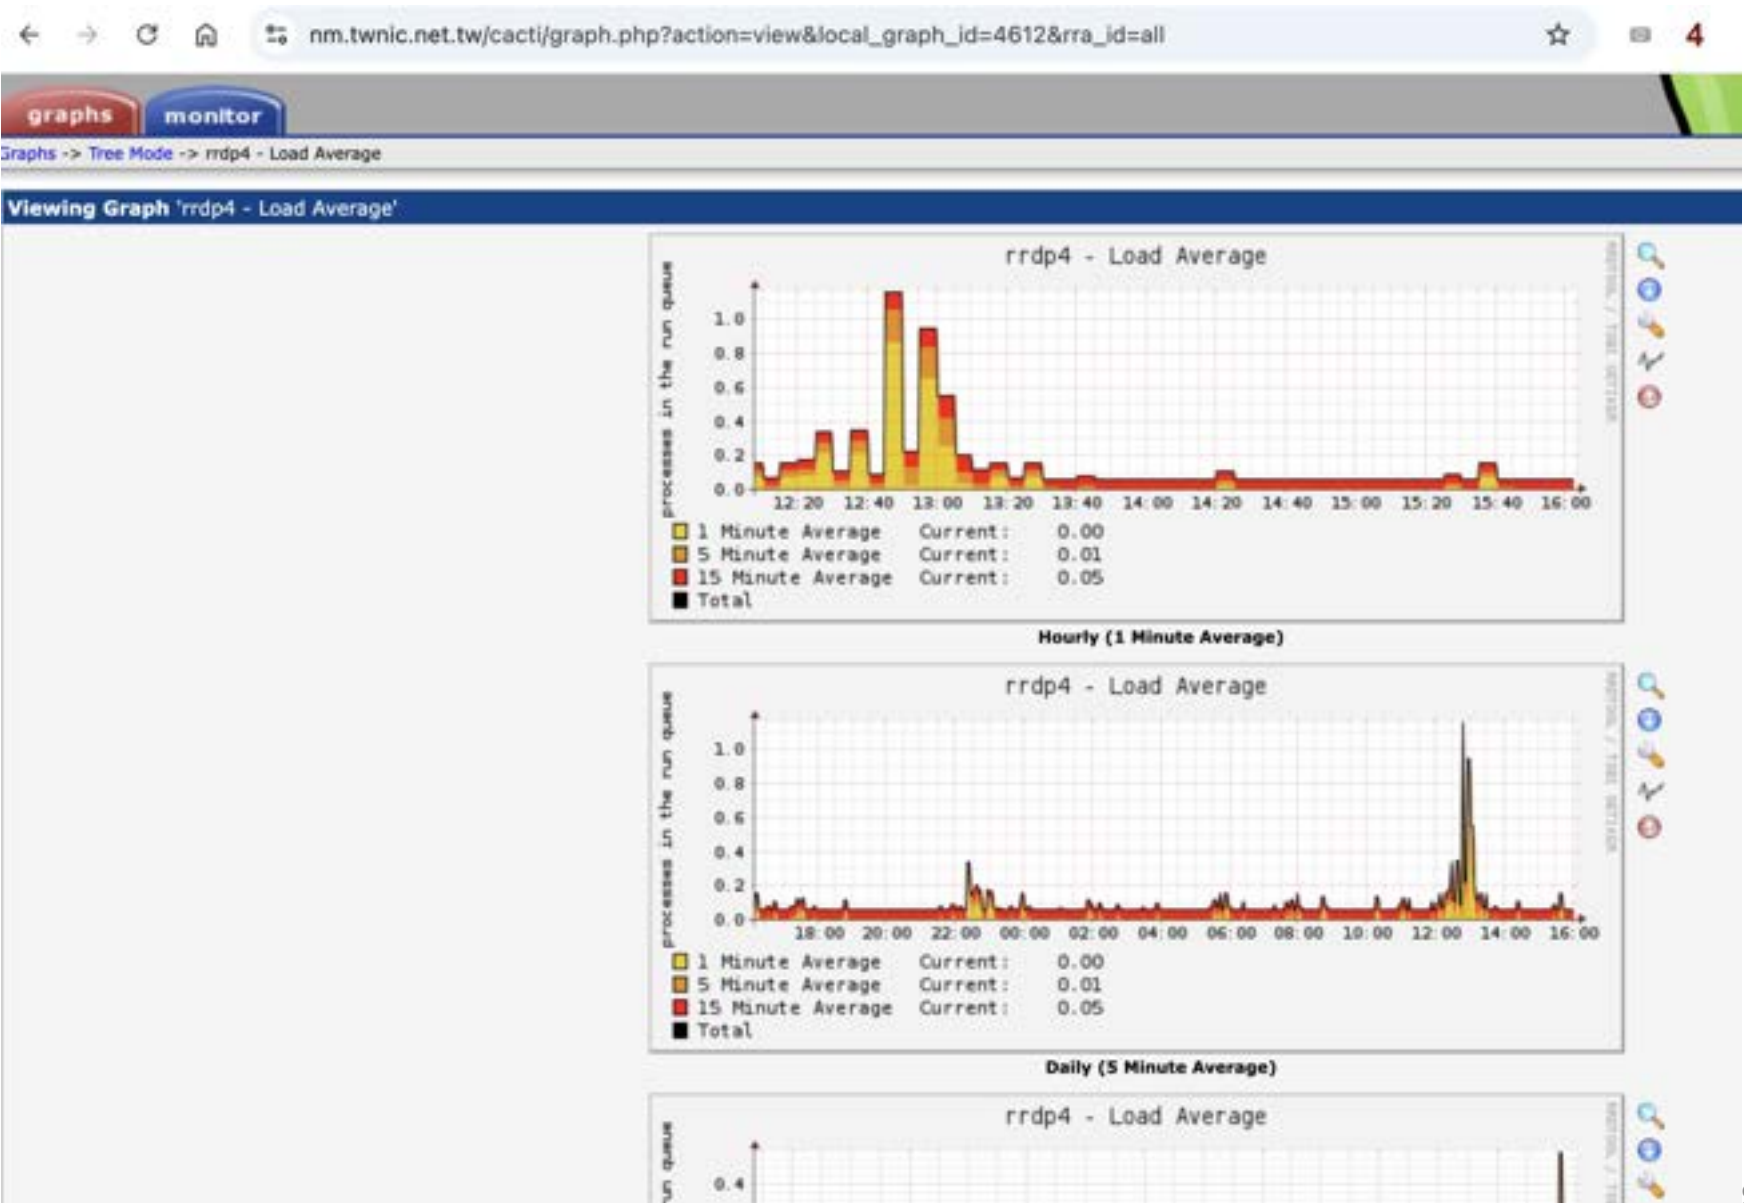 nm.twnic.net.tw/cacti/graph.php?action=view&local_graph_id=4612&rra_id=all
4
graphs
monitor
Graphs -> Tree Mode -> rrdp4 - Load Average
Viewing Graph 'rrdp4 - Load Average'
rrdp4 - Load Average
processes in the run queue
1.0
0.8
0.6
0.4
0.2
0.0
12:20 12:40 13:00 13:20 13:40 14:00 14:20 14:40 15:00 15:20 15:40 16:00
1 Minute Average Current: 0.00
5 Minute Average Current: 0.01
15 Minute Average Current: 0.05
Total
Hourly (1 Minute Average)
rrdp4 - Load Average
processes in the run queue
1.0
0.8
0.6
0.4
0.2
0.0
18:00 20:00 22:00 00:00 02:00 04:00 06:00 08:00 10:00 12:00 14:00 16:00
1 Minute Average Current: 0.00
5 Minute Average Current: 0.01
15 Minute Average Current: 0.05
Total
Daily (5 Minute Average)
rrdp4 - Load Average
queue
0.4